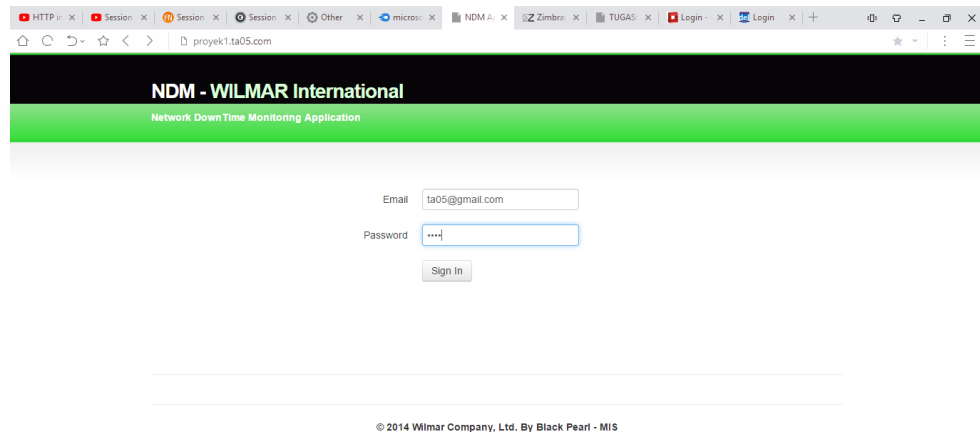 HTTP in Session Session Session Other microso NDM A Zimbra: TUGAS: Login - Login
proyek1.ta05.com
NDM - WILMAR International
Network DownTime Monitoring Application
Email ta05@gmail.com
Password ••••
Sign In
© 2014 Wilmar Company, Ltd. By Black Pearl - MIS